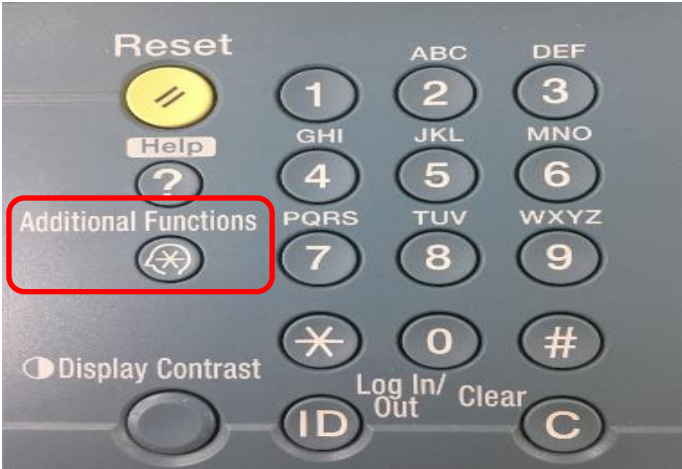 Reset
ABC DEF
1 2 3
Help
GHI JKL MNO
? 4 5 6
Additional Functions PQRS TUV WXYZ
7 8 9
* 0 #
Display Contrast
Log In/ Out Clear
ID C